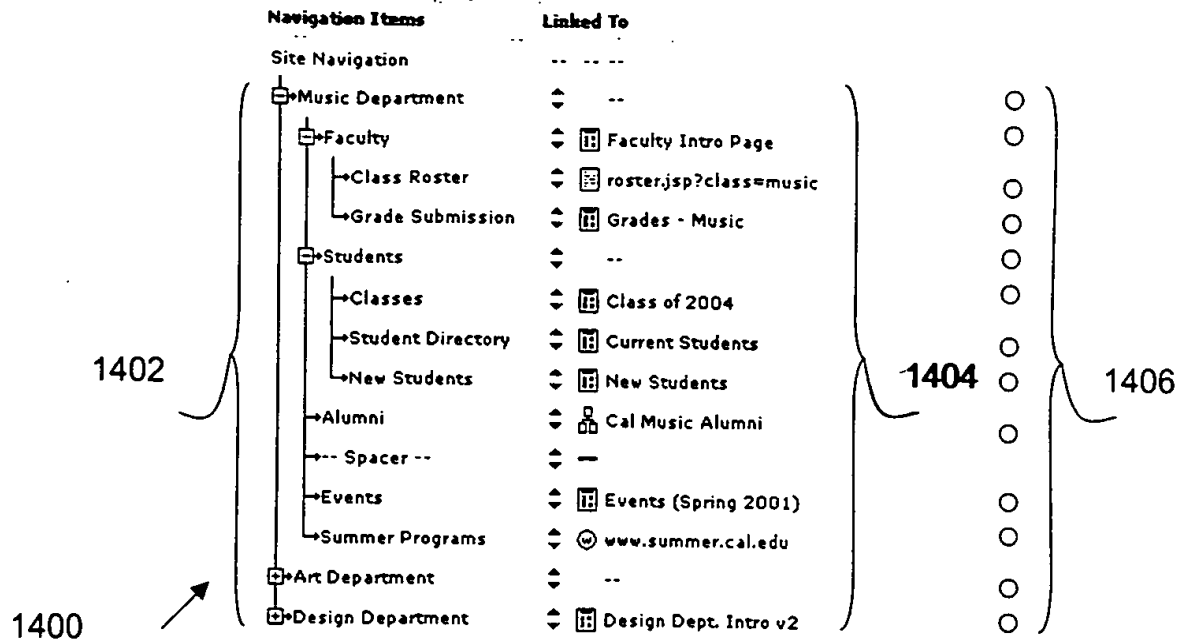 Navigation Items Linked To
Site Navigation -- -- --
Music Department --
Faculty Faculty Intro Page
Class Roster roster.jsp?class=music
Grade Submission Grades - Music
Students --
Classes Class of 2004
Student Directory Current Students
1402 New Students New Students 1404 1406
Alumni Cal Music Alumni
-- Spacer -- —
Events Events (Spring 2001)
Summer Programs www.summer.cal.edu
Art Department --
1400 Design Department Design Dept. Intro v2